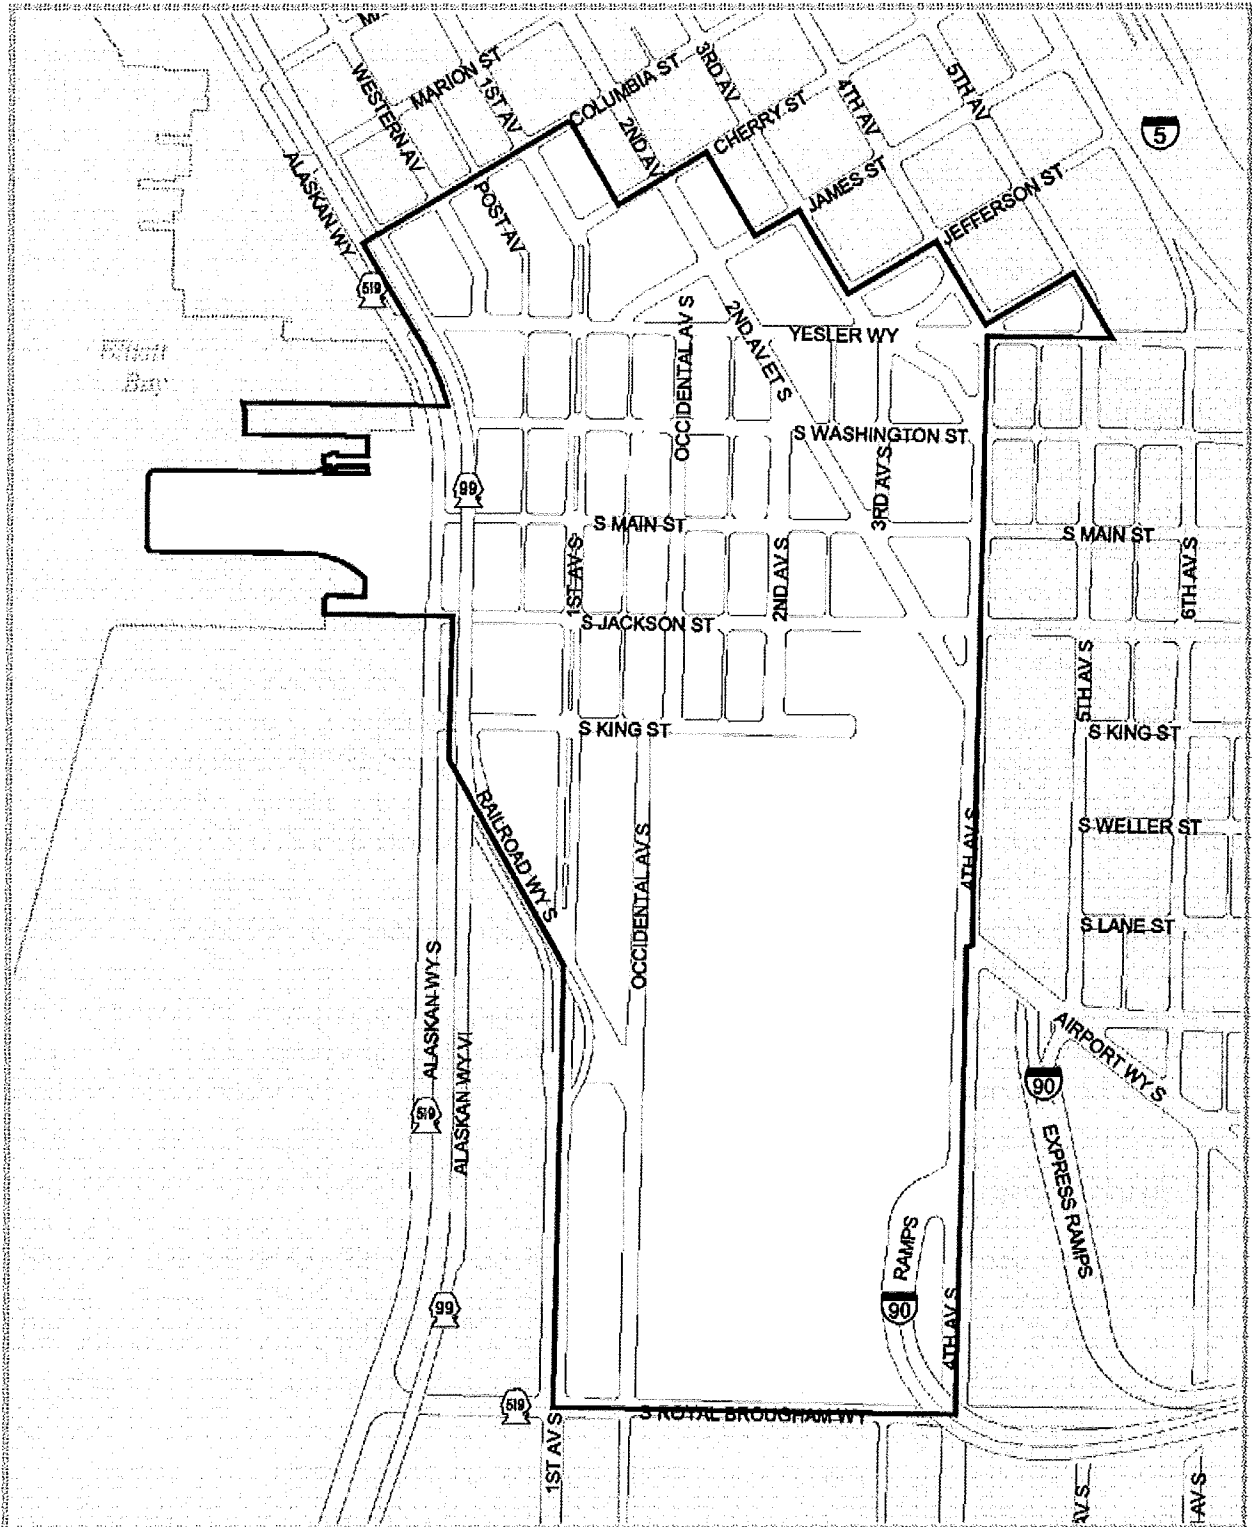 MARION ST
COLUMBIA ST
3RD AV
CHERRY ST
4TH AV
5TH AV
5
WESTERN AV
1ST AV
2ND AV
ALASKAN WY
POST AV
JAMES ST
JEFFERSON ST
519
Elliott
Bay
OCCIDENTAL AV S
2ND AV ET S
YESLER WY
S WASHINGTON ST
3RD AV S
99
S MAIN ST
S MAIN ST
1ST AV S
2ND AV S
6TH AV S
S JACKSON ST
5TH AV S
S KING ST
S KING ST
RAILROAD WY S
OCCIDENTAL AV S
4TH AV S
S WELLER ST
S LANE ST
ALASKAN WY S
ALASKAN WY VI
AIRPORT WY S
90
519
EXPRESS RAMPS
RAMPS
90
99
4TH AV S
519
S ROYAL BROUGHAM WY
1ST AV S
AV S
AV S